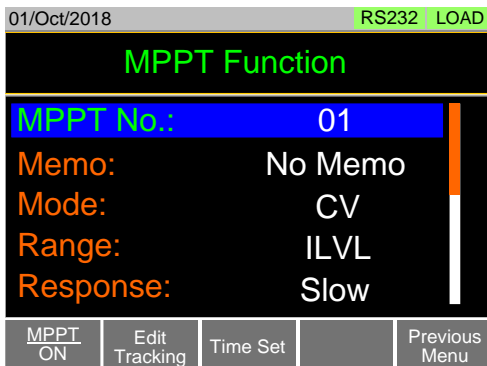 01/Oct/2018 RS232 LOAD
MPPT Function
MPPT No.: 01
Memo: No Memo
Mode: CV
Range: ILVL
Response: Slow
MPPT ON Edit Tracking Time Set Previous Menu